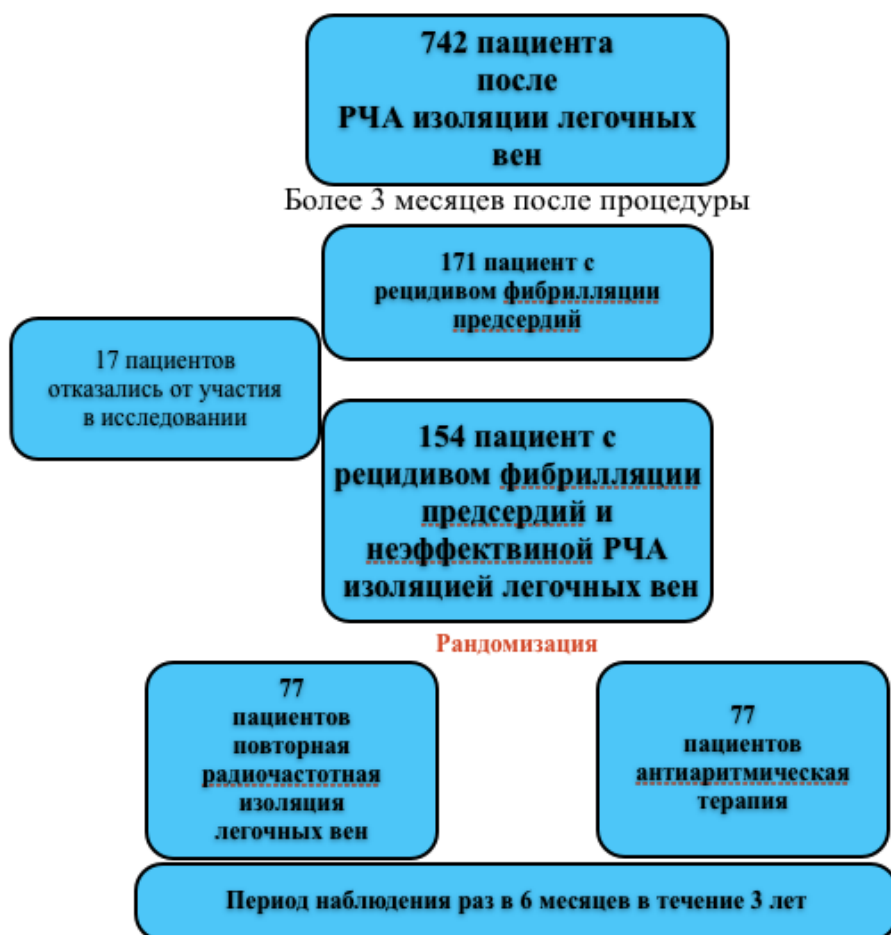 742 пациента
после
РЧА изоляции легочных
вен
Более 3 месяцев после процедуры
171 пациент с
рецидивом фибрилляции
предсердий
17 пациентов
отказались от участия
в исследовании
154 пациент с
рецидивом фибрилляции
предсердий и
неэффектвиной РЧА
изоляцией легочных вен
Рандомизация
77
пациентов
повторная
радиочастотная
изоляция
легочных вен
77
пациентов
антиаритмическая
терапия
Период наблюдения раз в 6 месяцев в течение 3 лет